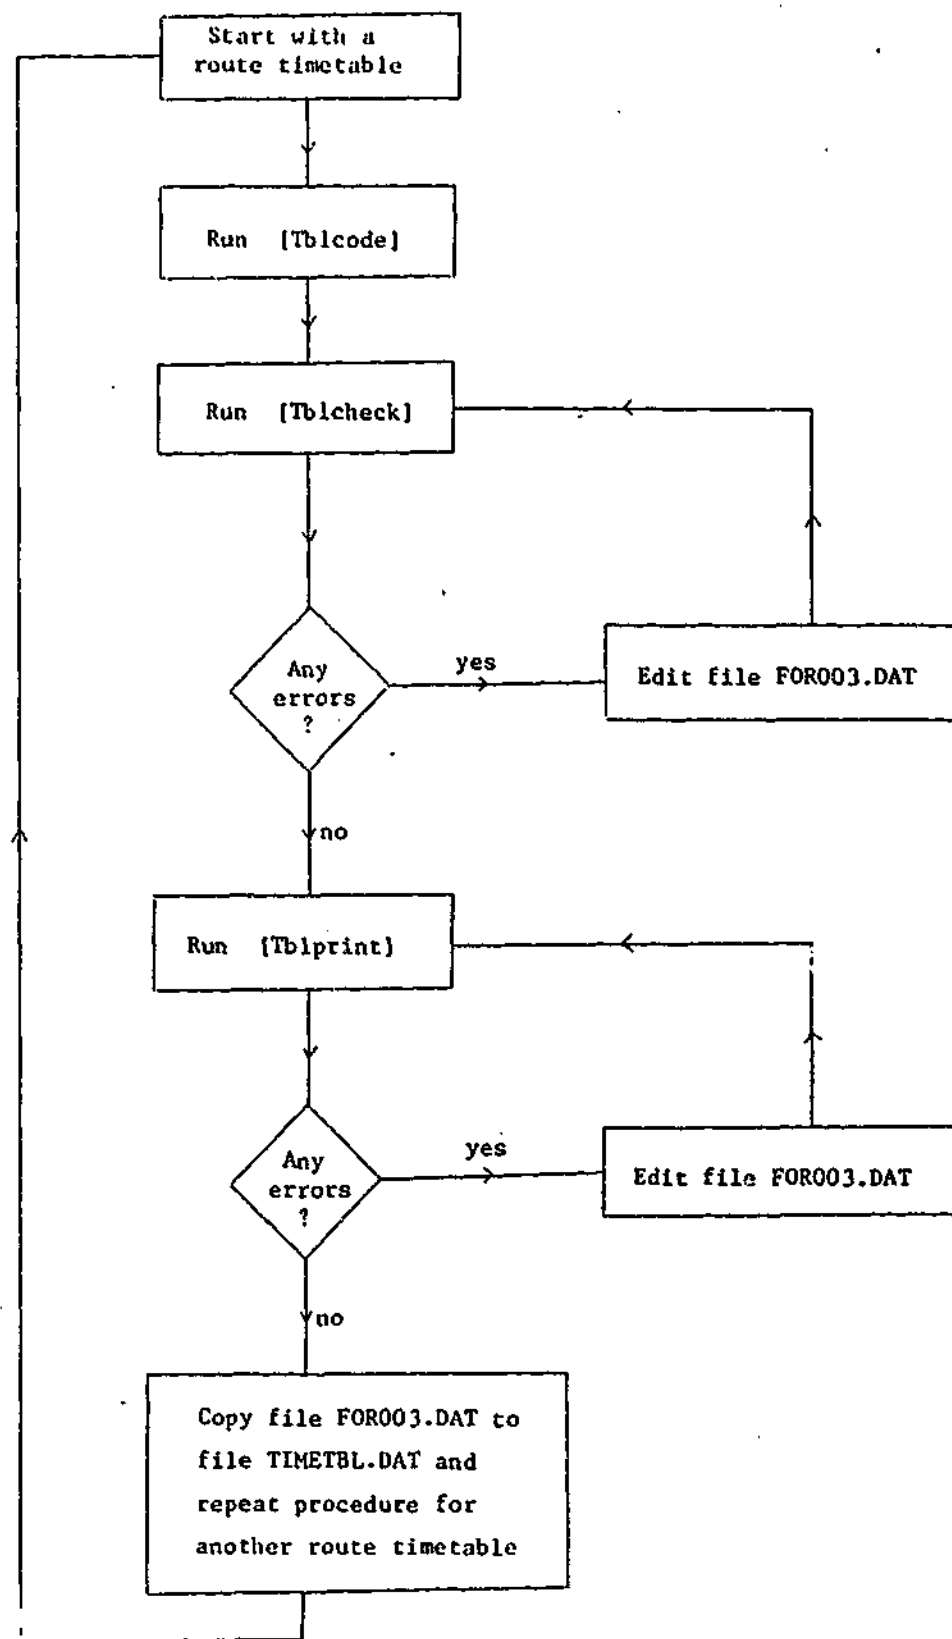 Start with a
route timetable
Run [Tblcode]
Run [Tblcheck]
Any
errors
?
yes
Edit file FOR003.DAT
no
Run [Tblprint]
Any
errors
?
yes
Edit file FOR003.DAT
no
Copy file FOR003.DAT to
file TIMETBL.DAT and
repeat procedure for
another route timetable